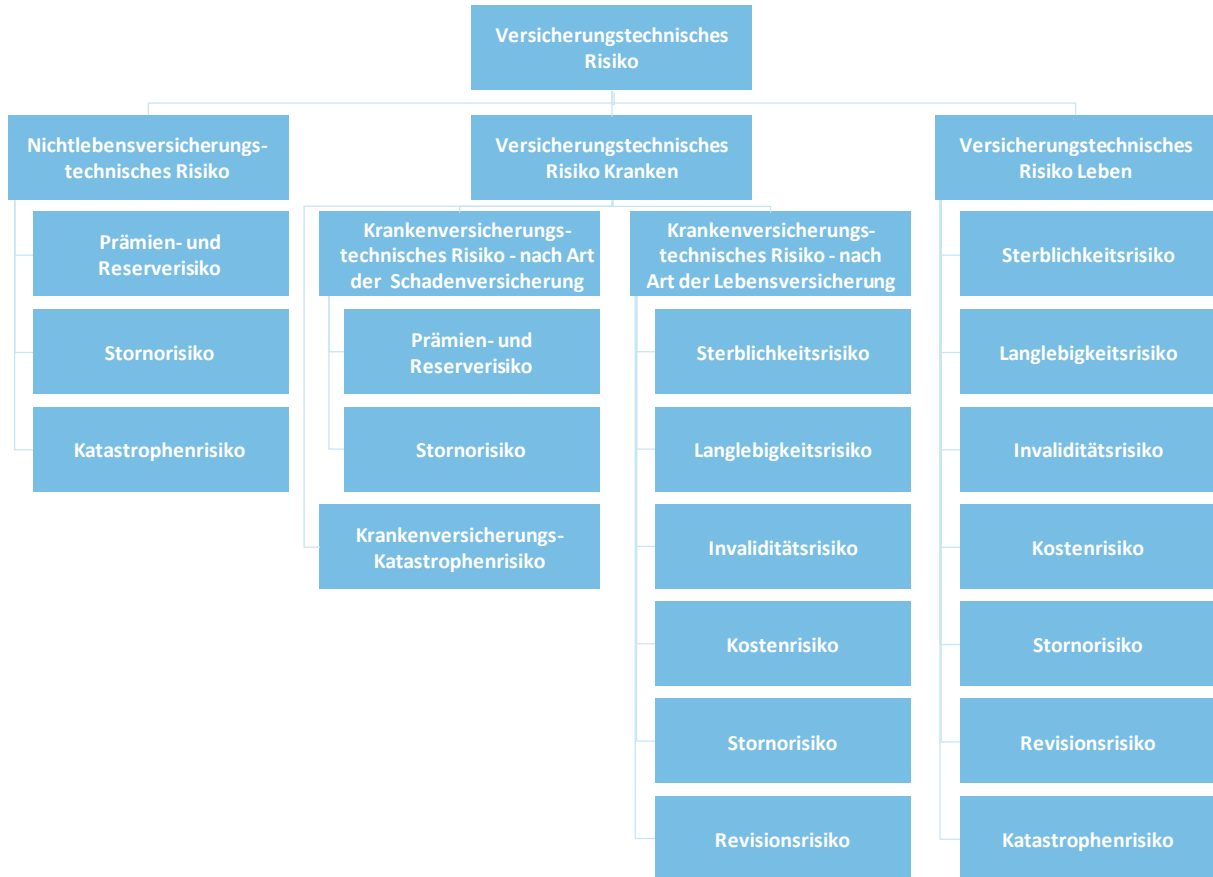 Versicherungstechnisches
Risiko
Nichtlebensversicherungs-
technisches Risiko
Prämien- und
Reserverisiko
Stornorisiko
Katastrophenrisiko
Versicherungstechnisches
Risiko Kranken
Krankenversicherungs-
technisches Risiko - nach Art
der Schadenversicherung
Prämien- und
Reserverisiko
Stornorisiko
Krankenversicherungs-
Katastrophenrisiko
Krankenversicherungs-
technisches Risiko - nach
Art der Lebensversicherung
Sterblichkeitsrisiko
Langlebigkeitsrisiko
Invaliditätsrisiko
Kostenrisiko
Stornorisiko
Revisionsrisiko
Versicherungstechnisches
Risiko Leben
Sterblichkeitsrisiko
Langlebigkeitsrisiko
Invaliditätsrisiko
Kostenrisiko
Stornorisiko
Revisionsrisiko
Katastrophenrisiko